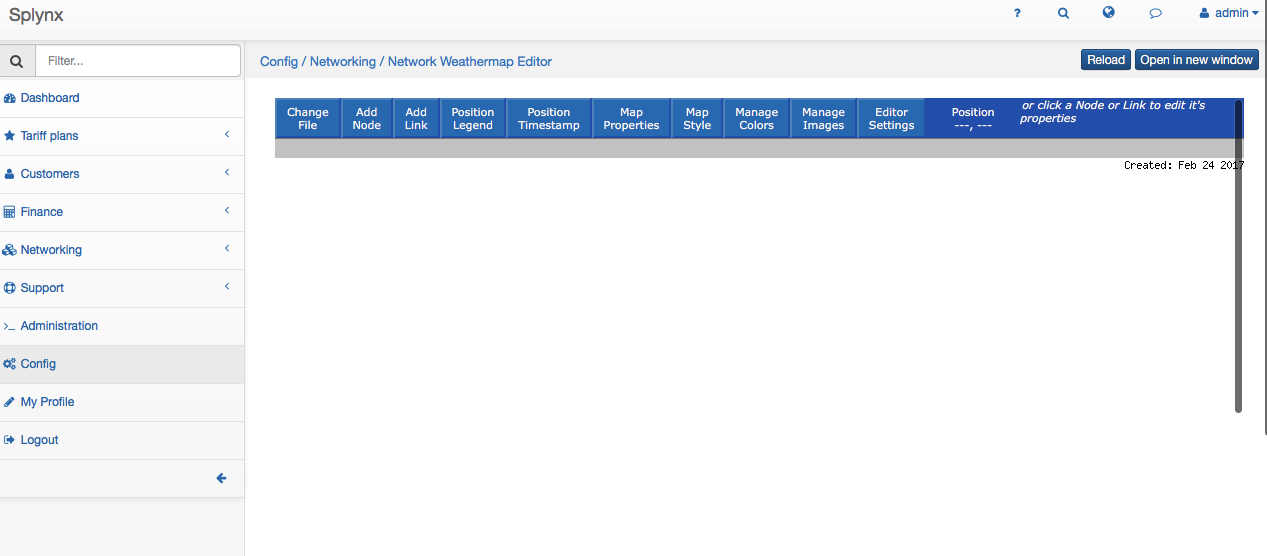 Splynx
?
admin
Filter...
Config / Networking / Network Weathermap Editor
Reload
Open in new window
Dashboard
Tariff plans
Customers
Finance
Networking
Support
Administration
Config
My Profile
Logout
Change
File
Add
Node
Add
Link
Position
Legend
Position
Timestamp
Map
Properties
Map
Style
Manage
Colors
Manage
Images
Editor
Settings
Position
---, ---
or click a Node or Link to edit it's
properties
Created: Feb 24 2017